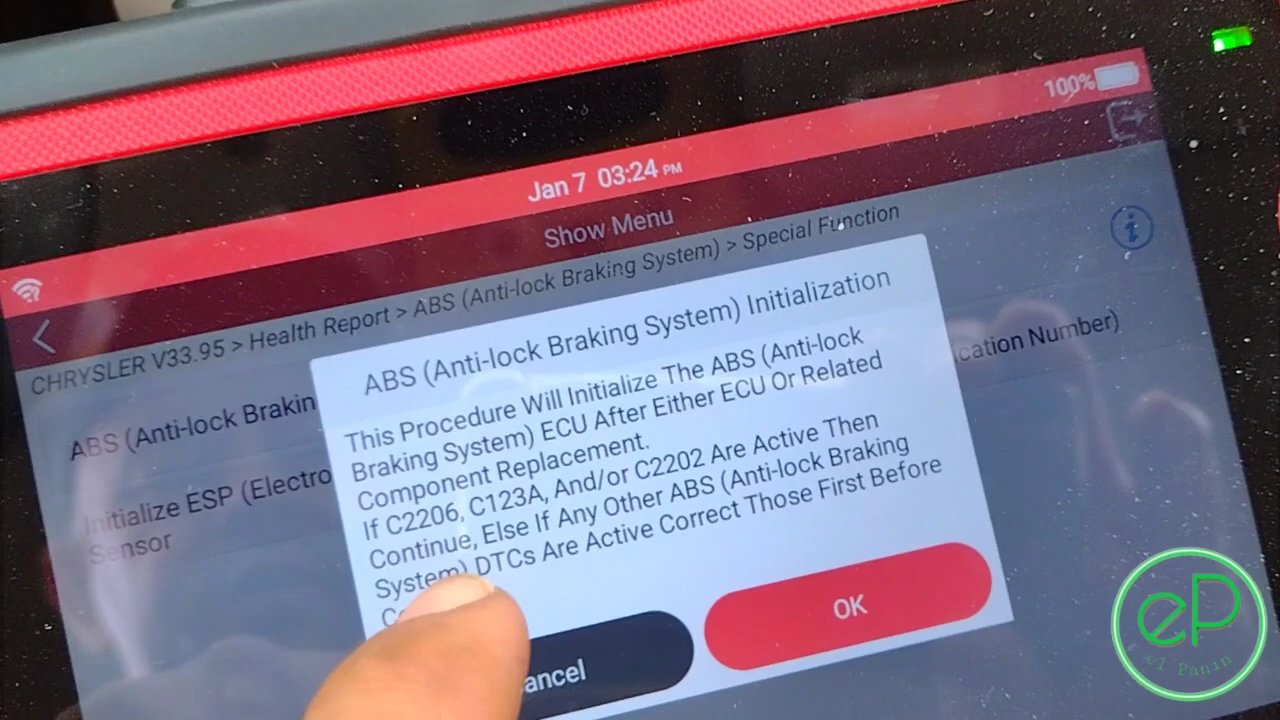 100%
Jan 7 03:24 PM
Show Menu
CHRYSLER V33.95 > Health Report > ABS (Anti-lock Braking System) > Special Function
ABS (Anti-lock Brakin
ication Number)
Initialize ESP (Electro
Sensor
ABS (Anti-lock Braking System) Initialization
This Procedure Will Initialize The ABS (Anti-lock
Braking System) ECU After Either ECU Or Related
Component Replacement.
If C2206, C123A, And/or C2202 Are Active Then
Continue, Else If Any Other ABS (Anti-lock Braking
System) DTCs Are Active Correct Those First Before
ancel
OK
eP
el Panin